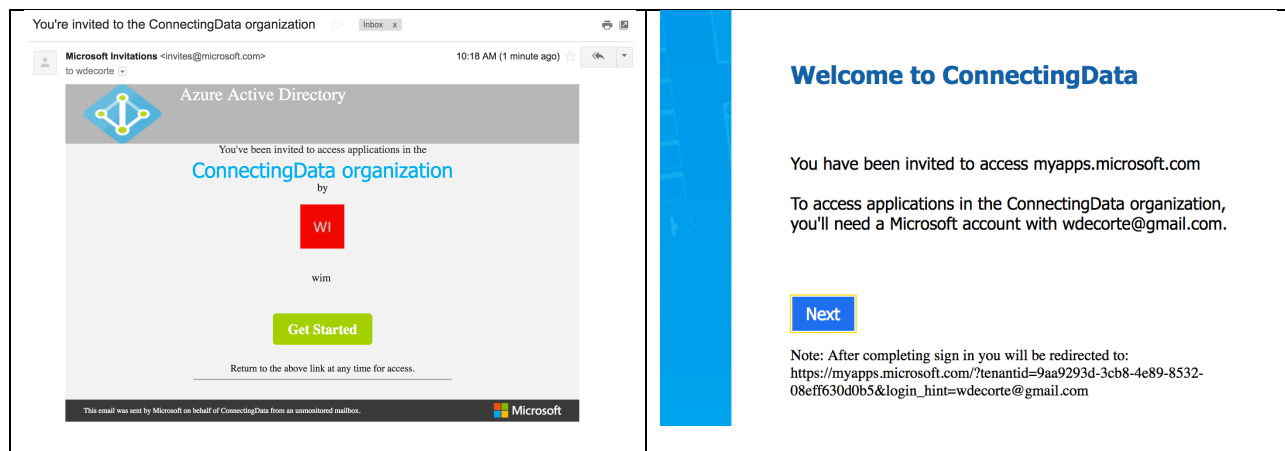 You're invited to the ConnectingData organization
Inbox x
Microsoft Invitations <invites@microsoft.com>
10:18 AM (1 minute ago)
to wdecorte
Azure Active Directory
You've been invited to access applications in the
ConnectingData organization
by
WI
wim
Get Started
Return to the above link at any time for access.
This email was sent by Microsoft on behalf of ConnectingData from an unmonitored mailbox.
Microsoft
Welcome to ConnectingData
You have been invited to access myapps.microsoft.com
To access applications in the ConnectingData organization,
you'll need a Microsoft account with wdecorte@gmail.com.
Next
Note: After completing sign in you will be redirected to:
https://myapps.microsoft.com/?tenantid=9aa9293d-3cb8-4e89-8532-
08eff630d0b5&login_hint=wdecorte@gmail.com